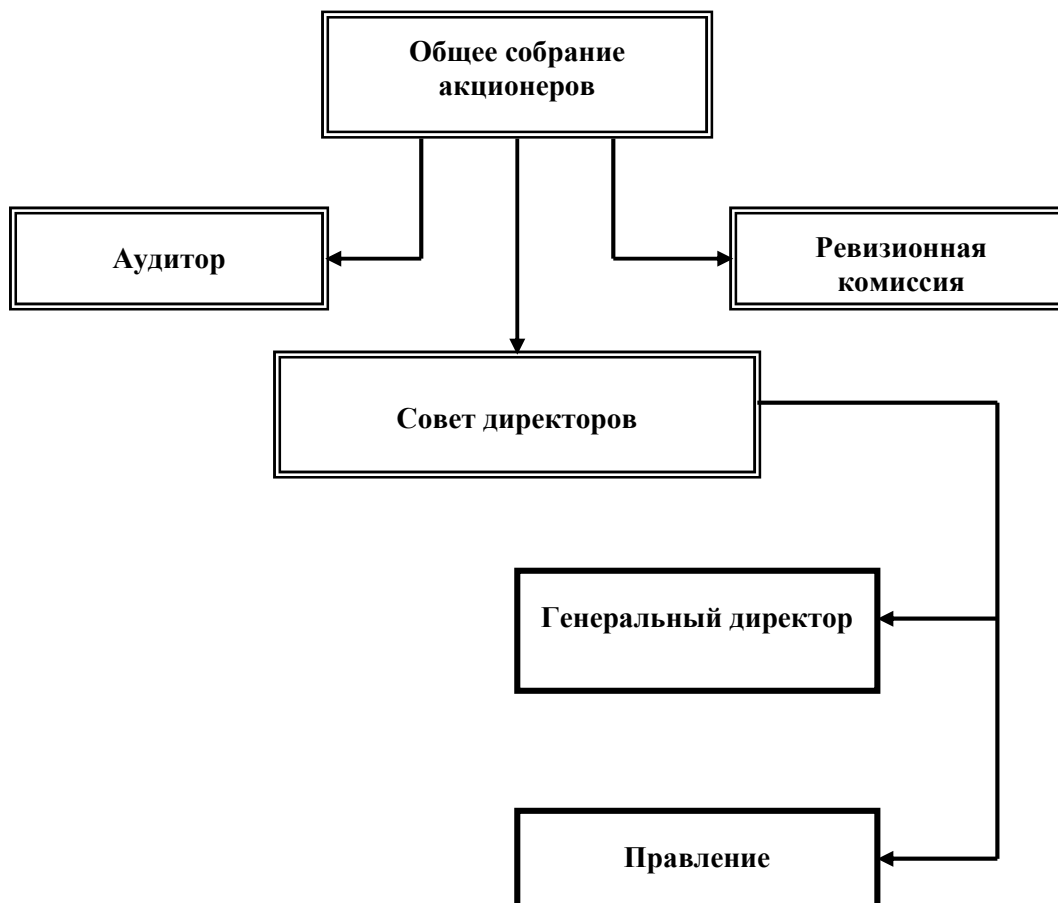 Общее собрание
акционеров
Аудитор
Ревизионная
комиссия
Совет директоров
Генеральный директор
Правление